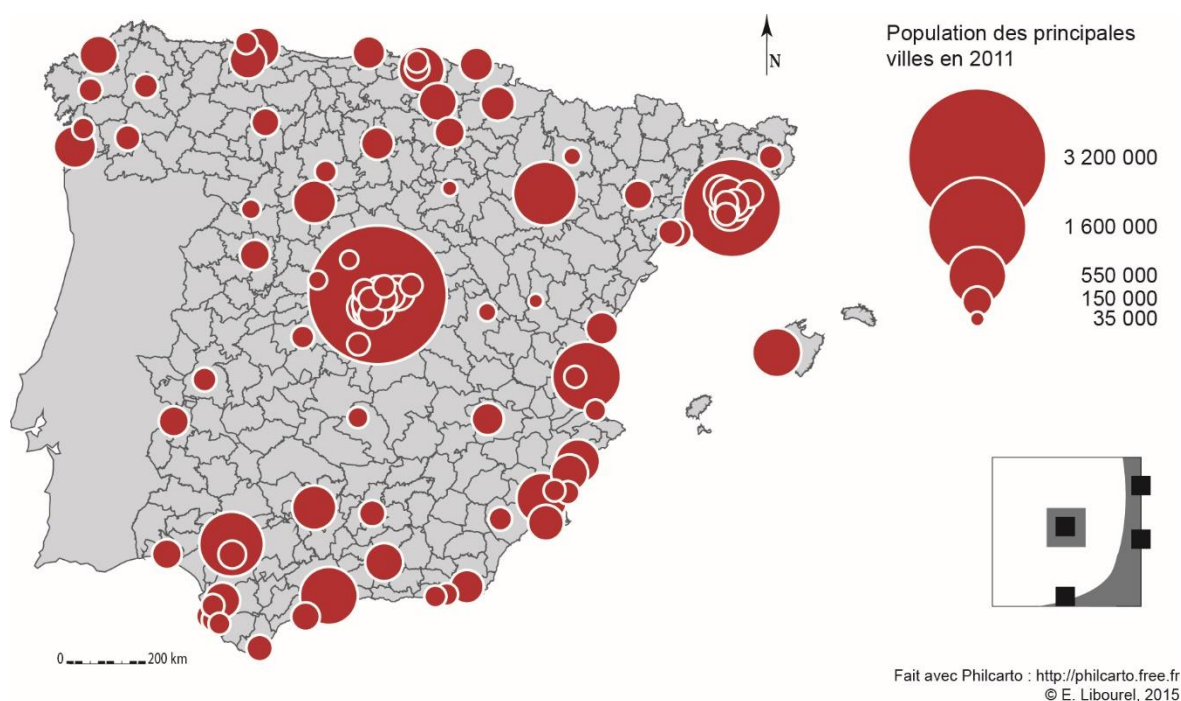 N
Population des principales
villes en 2011
3 200 000
1 600 000
550 000
150 000
35 000
0 200 km
Fait avec Philcarto : http://philcarto.free.fr
© E. Libourel, 2015